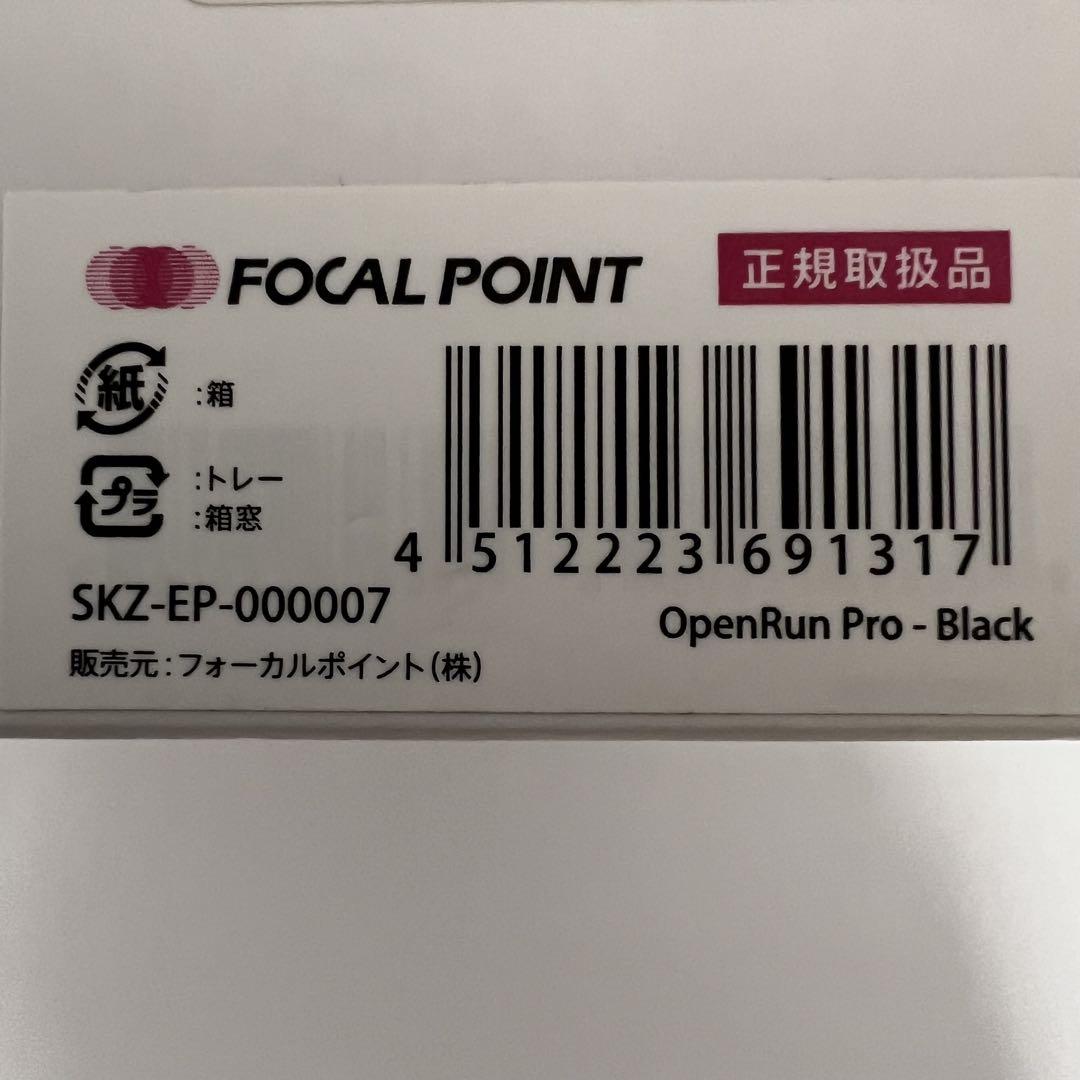 FOCAL POINT
正規取扱品
紙 :箱
プラ :トレー
:箱窓
4 512223 691317
SKZ-EP-000007
OpenRun Pro - Black
販売元:フォーカルポイント(株)